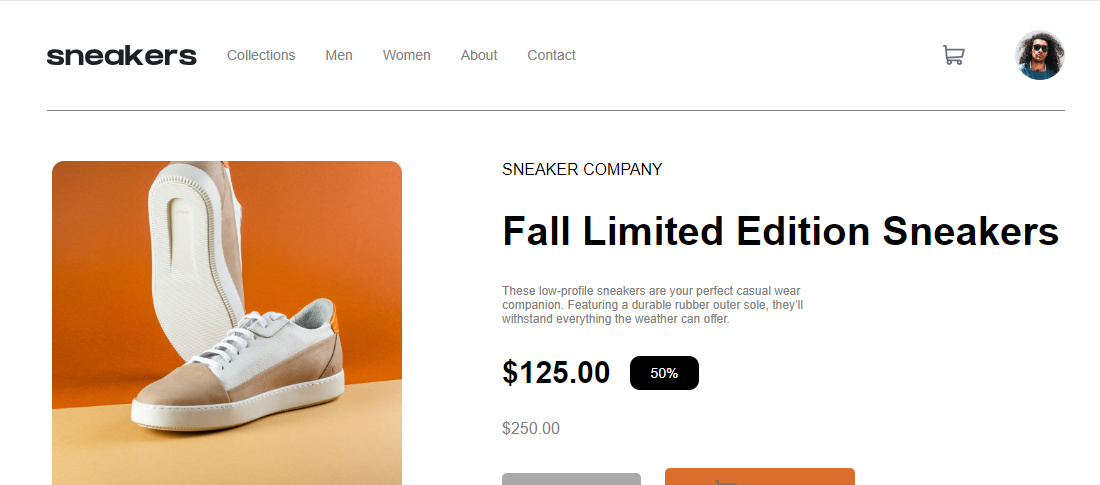 sneakers
Collections
Men
Women
About
Contact
SNEAKER COMPANY
Fall Limited Edition Sneakers
These low-profile sneakers are your perfect casual wear
companion. Featuring a durable rubber outer sole, they'll
withstand everything the weather can offer.
$125.00
50%
$250.00